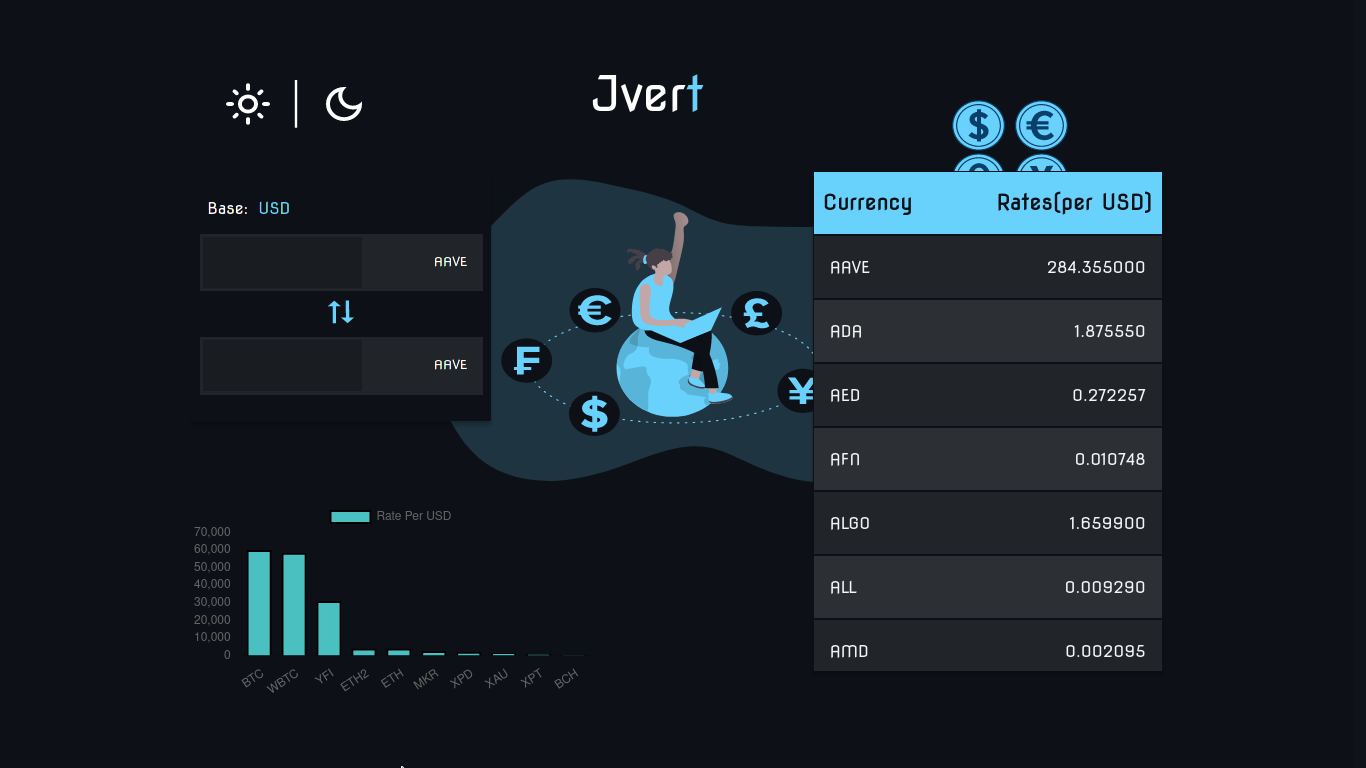 Jvert
$ €
Base: USD
AAVE
AAVE
€ £
₣ ¥
$
Currency Rates(per USD)
AAVE 284.355000
ADA 1.875550
AED 0.272257
AFN 0.010748
ALGO 1.659900
ALL 0.009290
AMD 0.002095
Rate Per USD
70,000
60,000
50,000
40,000
30,000
20,000
10,000
0
BTC WBTC YFI ETH2 ETH MKR XPD XAU XPT BCH